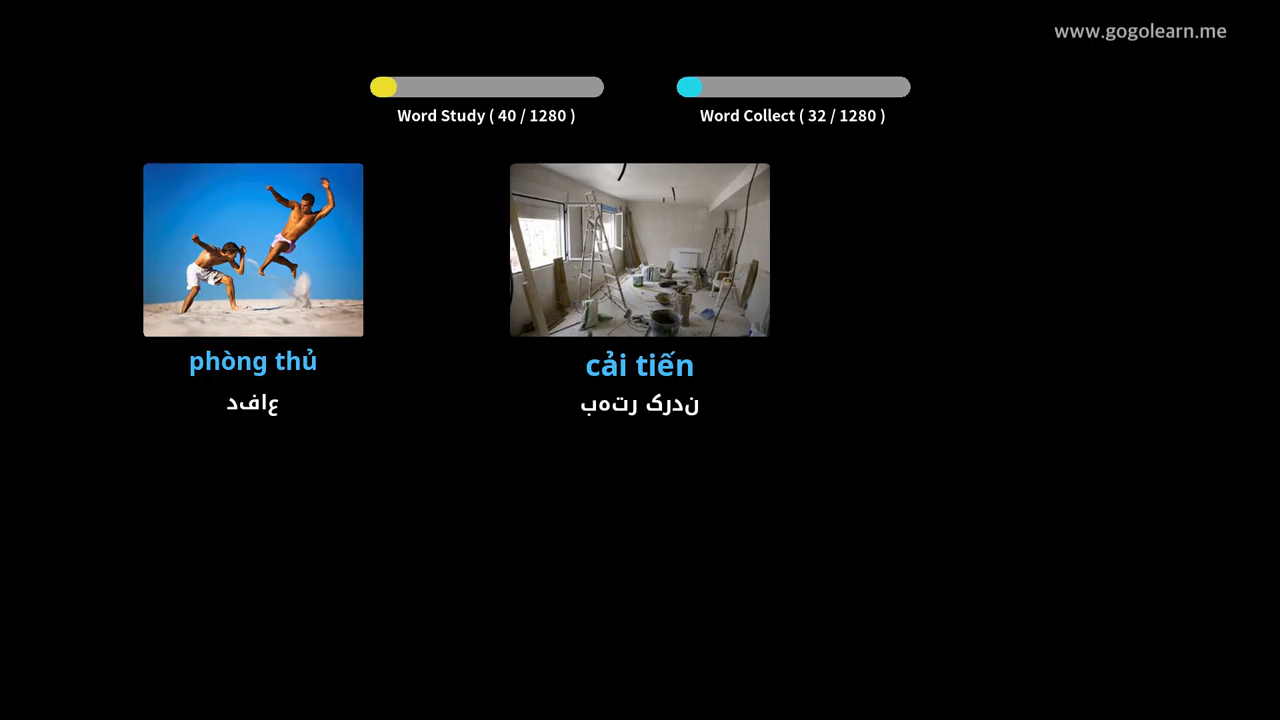 www.gogolearn.me
Word Study ( 40 / 1280 )
Word Collect ( 32 / 1280 )
phòng thủ
دفاع
cải tiến
بهتر کردن